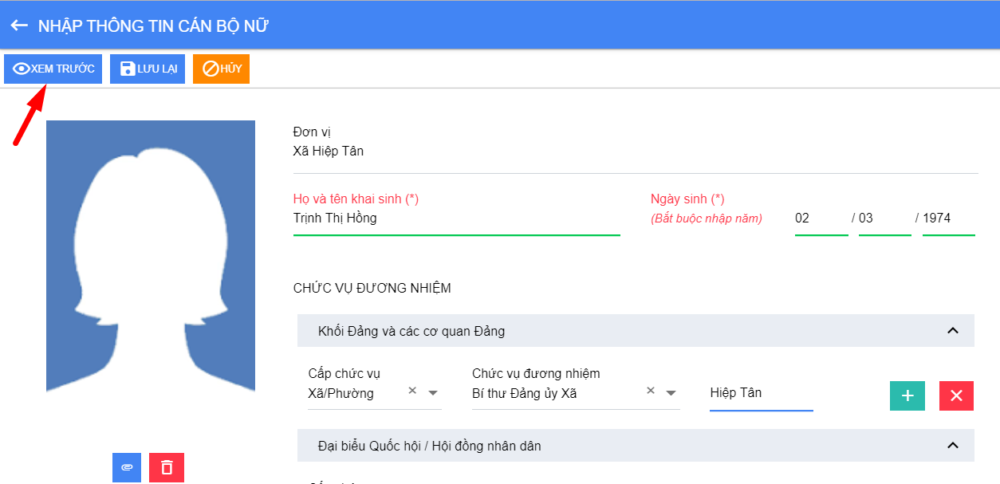 NHẬP THÔNG TIN CÁN BỘ NỮ
XEM TRƯỚC LƯU LẠI HỦY
Đơn vị
Xã Hiệp Tân
Họ và tên khai sinh (*) Ngày sinh (*)
Trịnh Thị Hồng (Bắt buộc nhập năm) 02 / 03 / 1974
CHỨC VỤ ĐƯƠNG NHIỆM
Khối Đảng và các cơ quan Đảng
Cấp chức vụ Chức vụ đương nhiệm
Xã/Phường Bí thư Đảng ủy Xã Hiệp Tân
Đại biểu Quốc hội / Hội đồng nhân dân